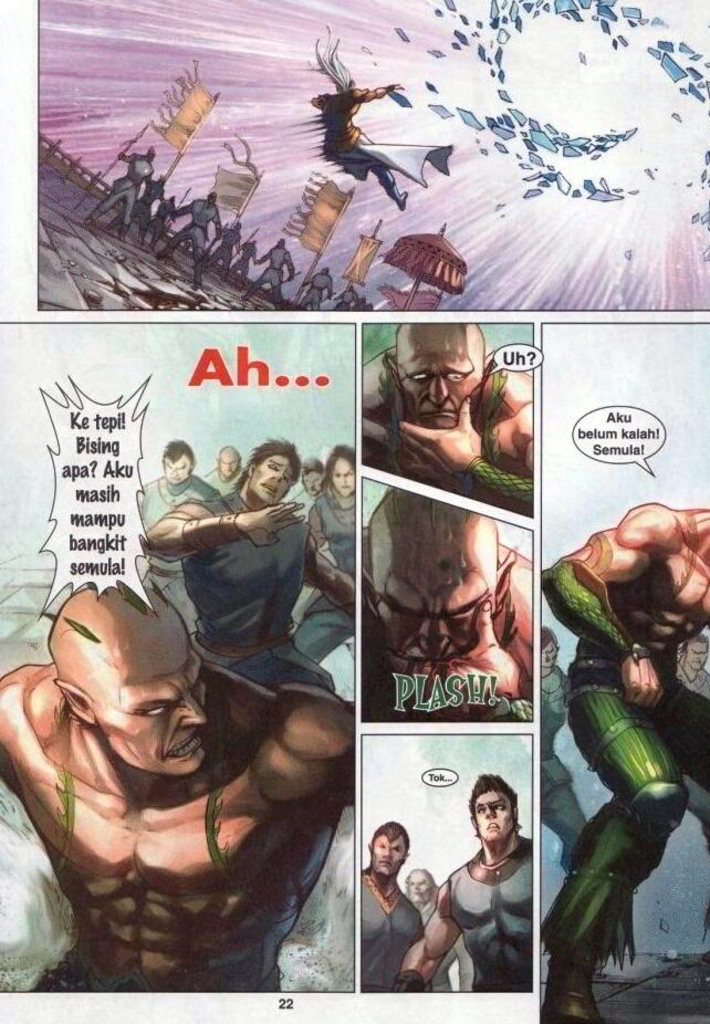 Ah...
Ke tepi!
Bising
apa? Aku
masih
mampu
bangkit
semula!
Uh?
PLASH!
Tok...
Aku
belum kalah!
Semula!
22